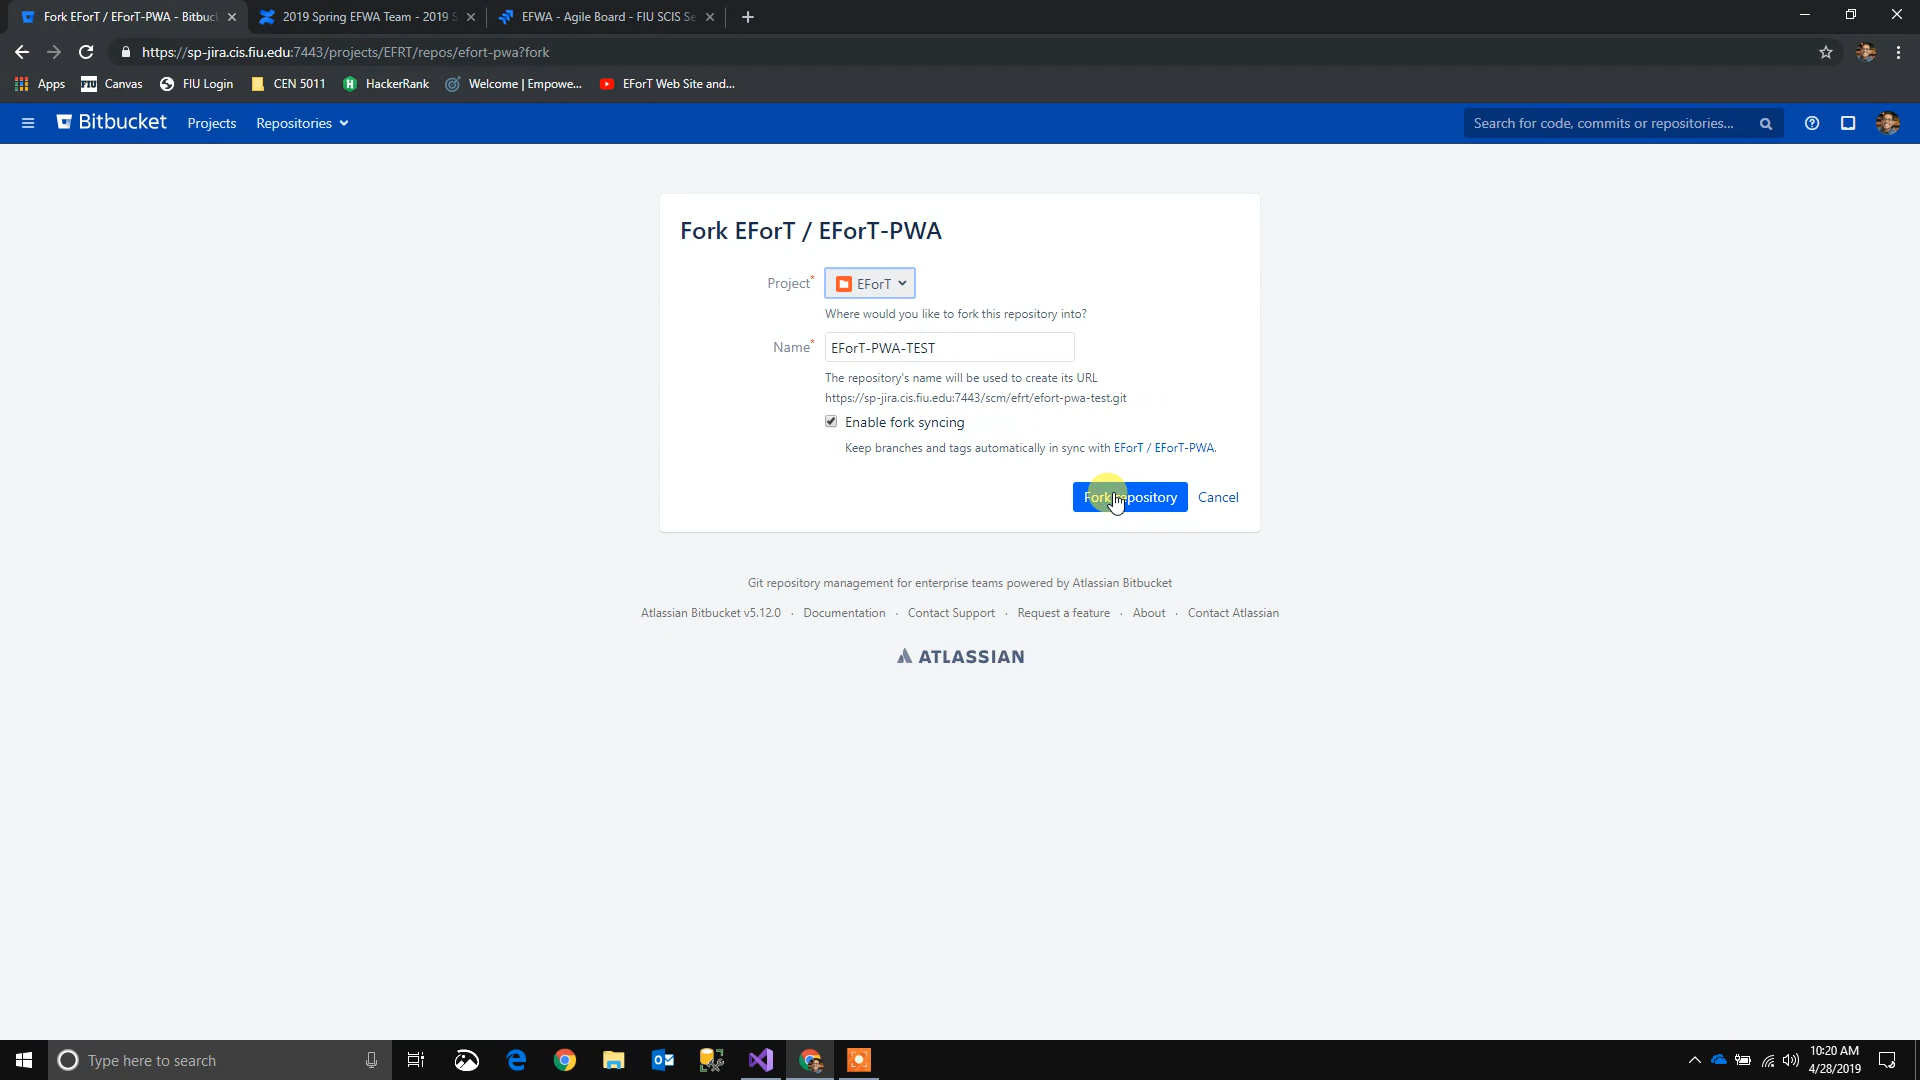 Fork EForT / EForT-PWA - Bitbuc
2019 Spring EFWA Team - 2019 S
EFWA - Agile Board - FIU SCIS Se
https://sp-jira.cis.fiu.edu:7443/projects/EFRT/repos/efort-pwa?fork
Apps
FIU Canvas
FIU Login
CEN 5011
HackerRank
Welcome | Empowe...
EForT Web Site and...
Bitbucket
Projects
Repositories
Search for code, commits or repositories...
Fork EForT / EForT-PWA
Project*
EForT
Where would you like to fork this repository into?
Name*
EForT-PWA-TEST
The repository's name will be used to create its URL
https://sp-jira.cis.fiu.edu:7443/scm/efrt/efort-pwa-test.git
Enable fork syncing
Keep branches and tags automatically in sync with EForT / EForT-PWA.
Fork repository
Cancel
Git repository management for enterprise teams powered by Atlassian Bitbucket
Atlassian Bitbucket v5.12.0 · Documentation · Contact Support · Request a feature · About · Contact Atlassian
ATLASSIAN
Type here to search
10:20 AM
4/28/2019